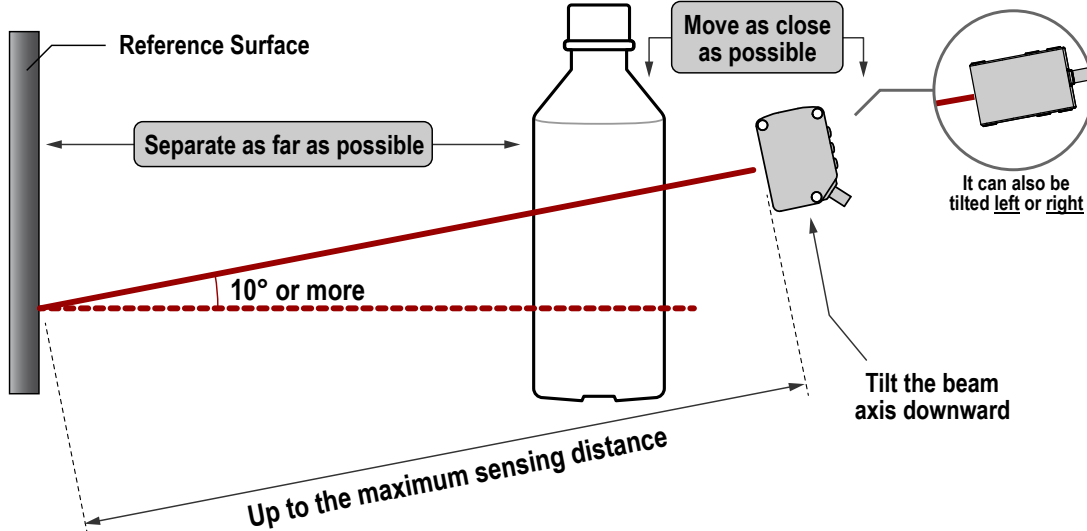 Reference Surface
Move as close
as possible
Separate as far as possible
It can also be
tilted left or right
10° or more
Tilt the beam
axis downward
Up to the maximum sensing distance